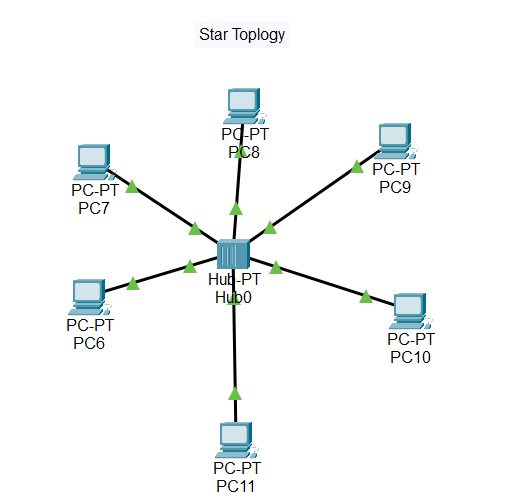 Star Toplogy
PC-PT
PC8
PC-PT
PC9
PC-PT
PC7
Hub-PT
Hub0
PC-PT
PC6
PC-PT
PC10
PC-PT
PC11